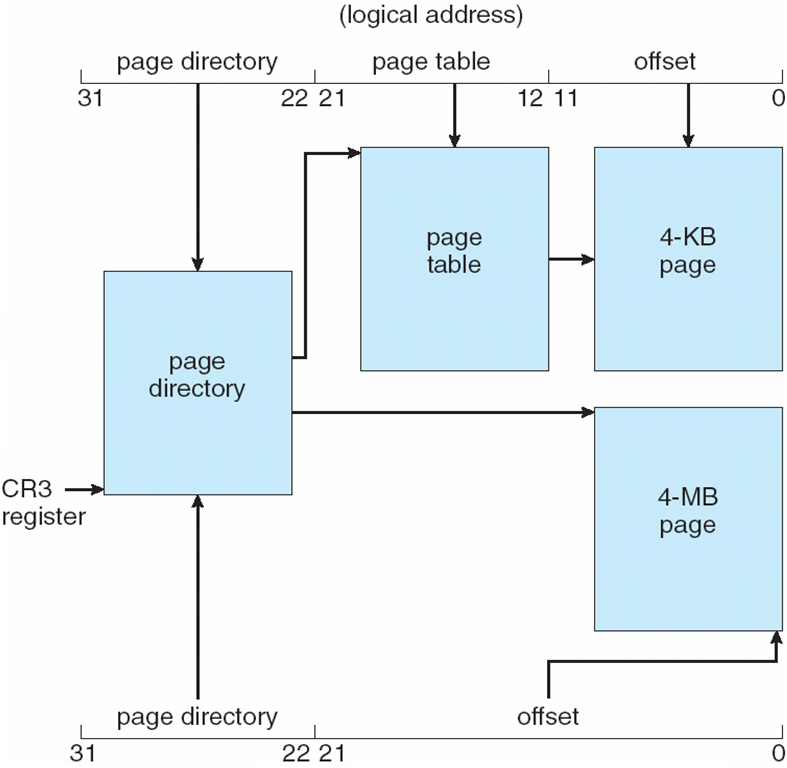 (logical address)
page directory page table offset
31 22 21 12 11 0
page
table
4-KB
page
page
directory
CR3
register
4-MB
page
page directory offset
31 22 21 0